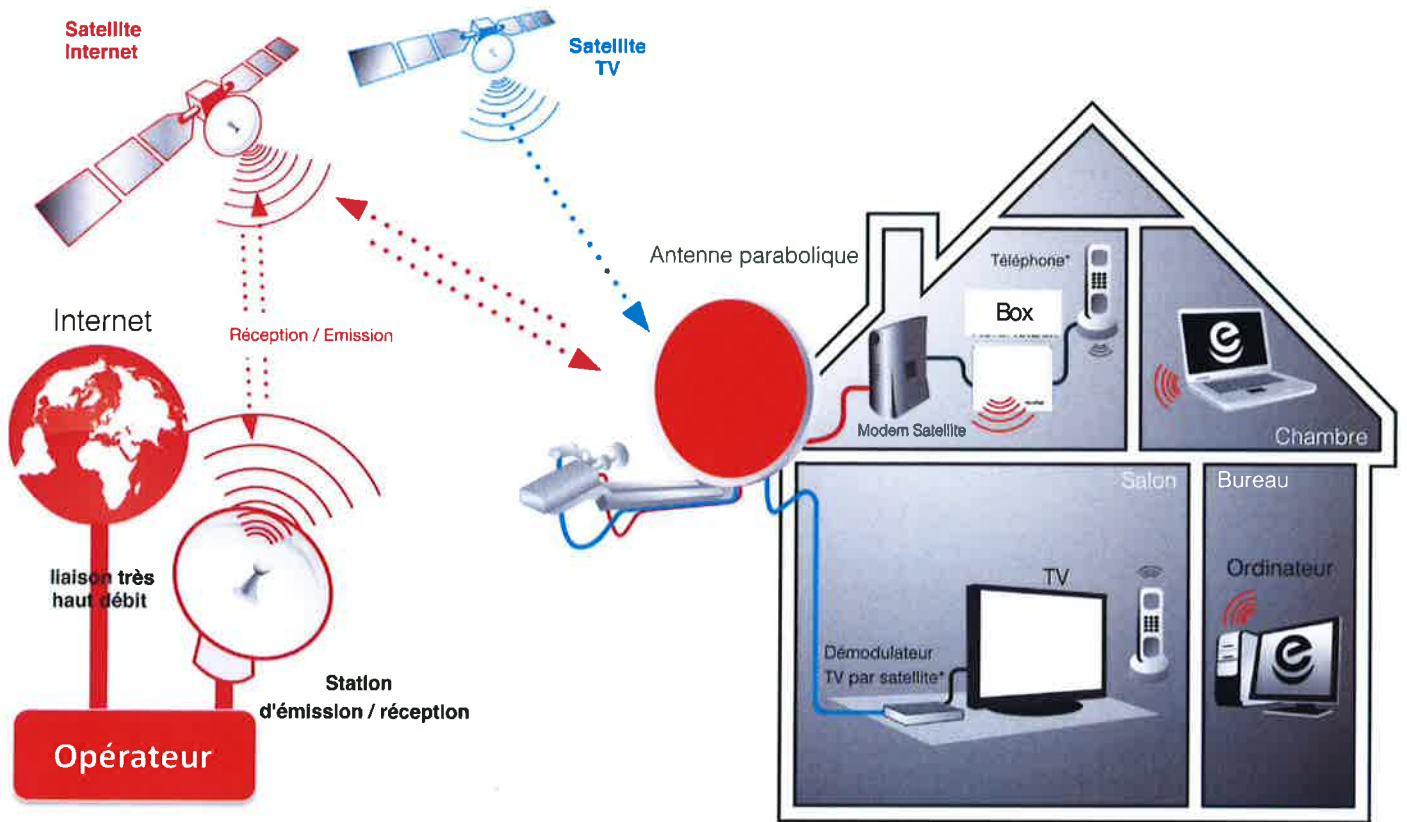 Satellite
Internet
Satellite
TV
Antenne parabolique
Téléphone*
Box
Internet
Réception / Emission
Modem Satellite
Chambre
Salon
Bureau
liaison très
haut débit
TV
Ordinateur
Démodulateur
TV par satellite*
Station
d'émission / réception
Opérateur